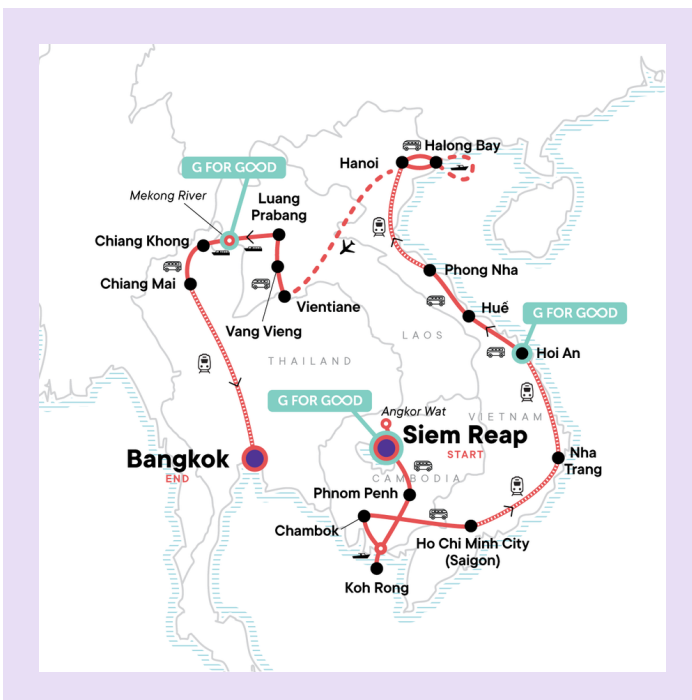 Halong Bay
Hanoi
G FOR GOOD
Mekong River
Luang
Prabang
Chiang Khong
Phong Nha
Chiang Mai
Vientiane
Huế
G FOR GOOD
Vang Vieng
LAOS
Hoi An
THAILAND
G FOR GOOD
Angkor Wat
VIETNAM
Siem Reap
START
Bangkok
END
Nha
Trang
CAMBODIA
Phnom Penh
Chambok
Ho Chi Minh City
(Saigon)
Koh Rong